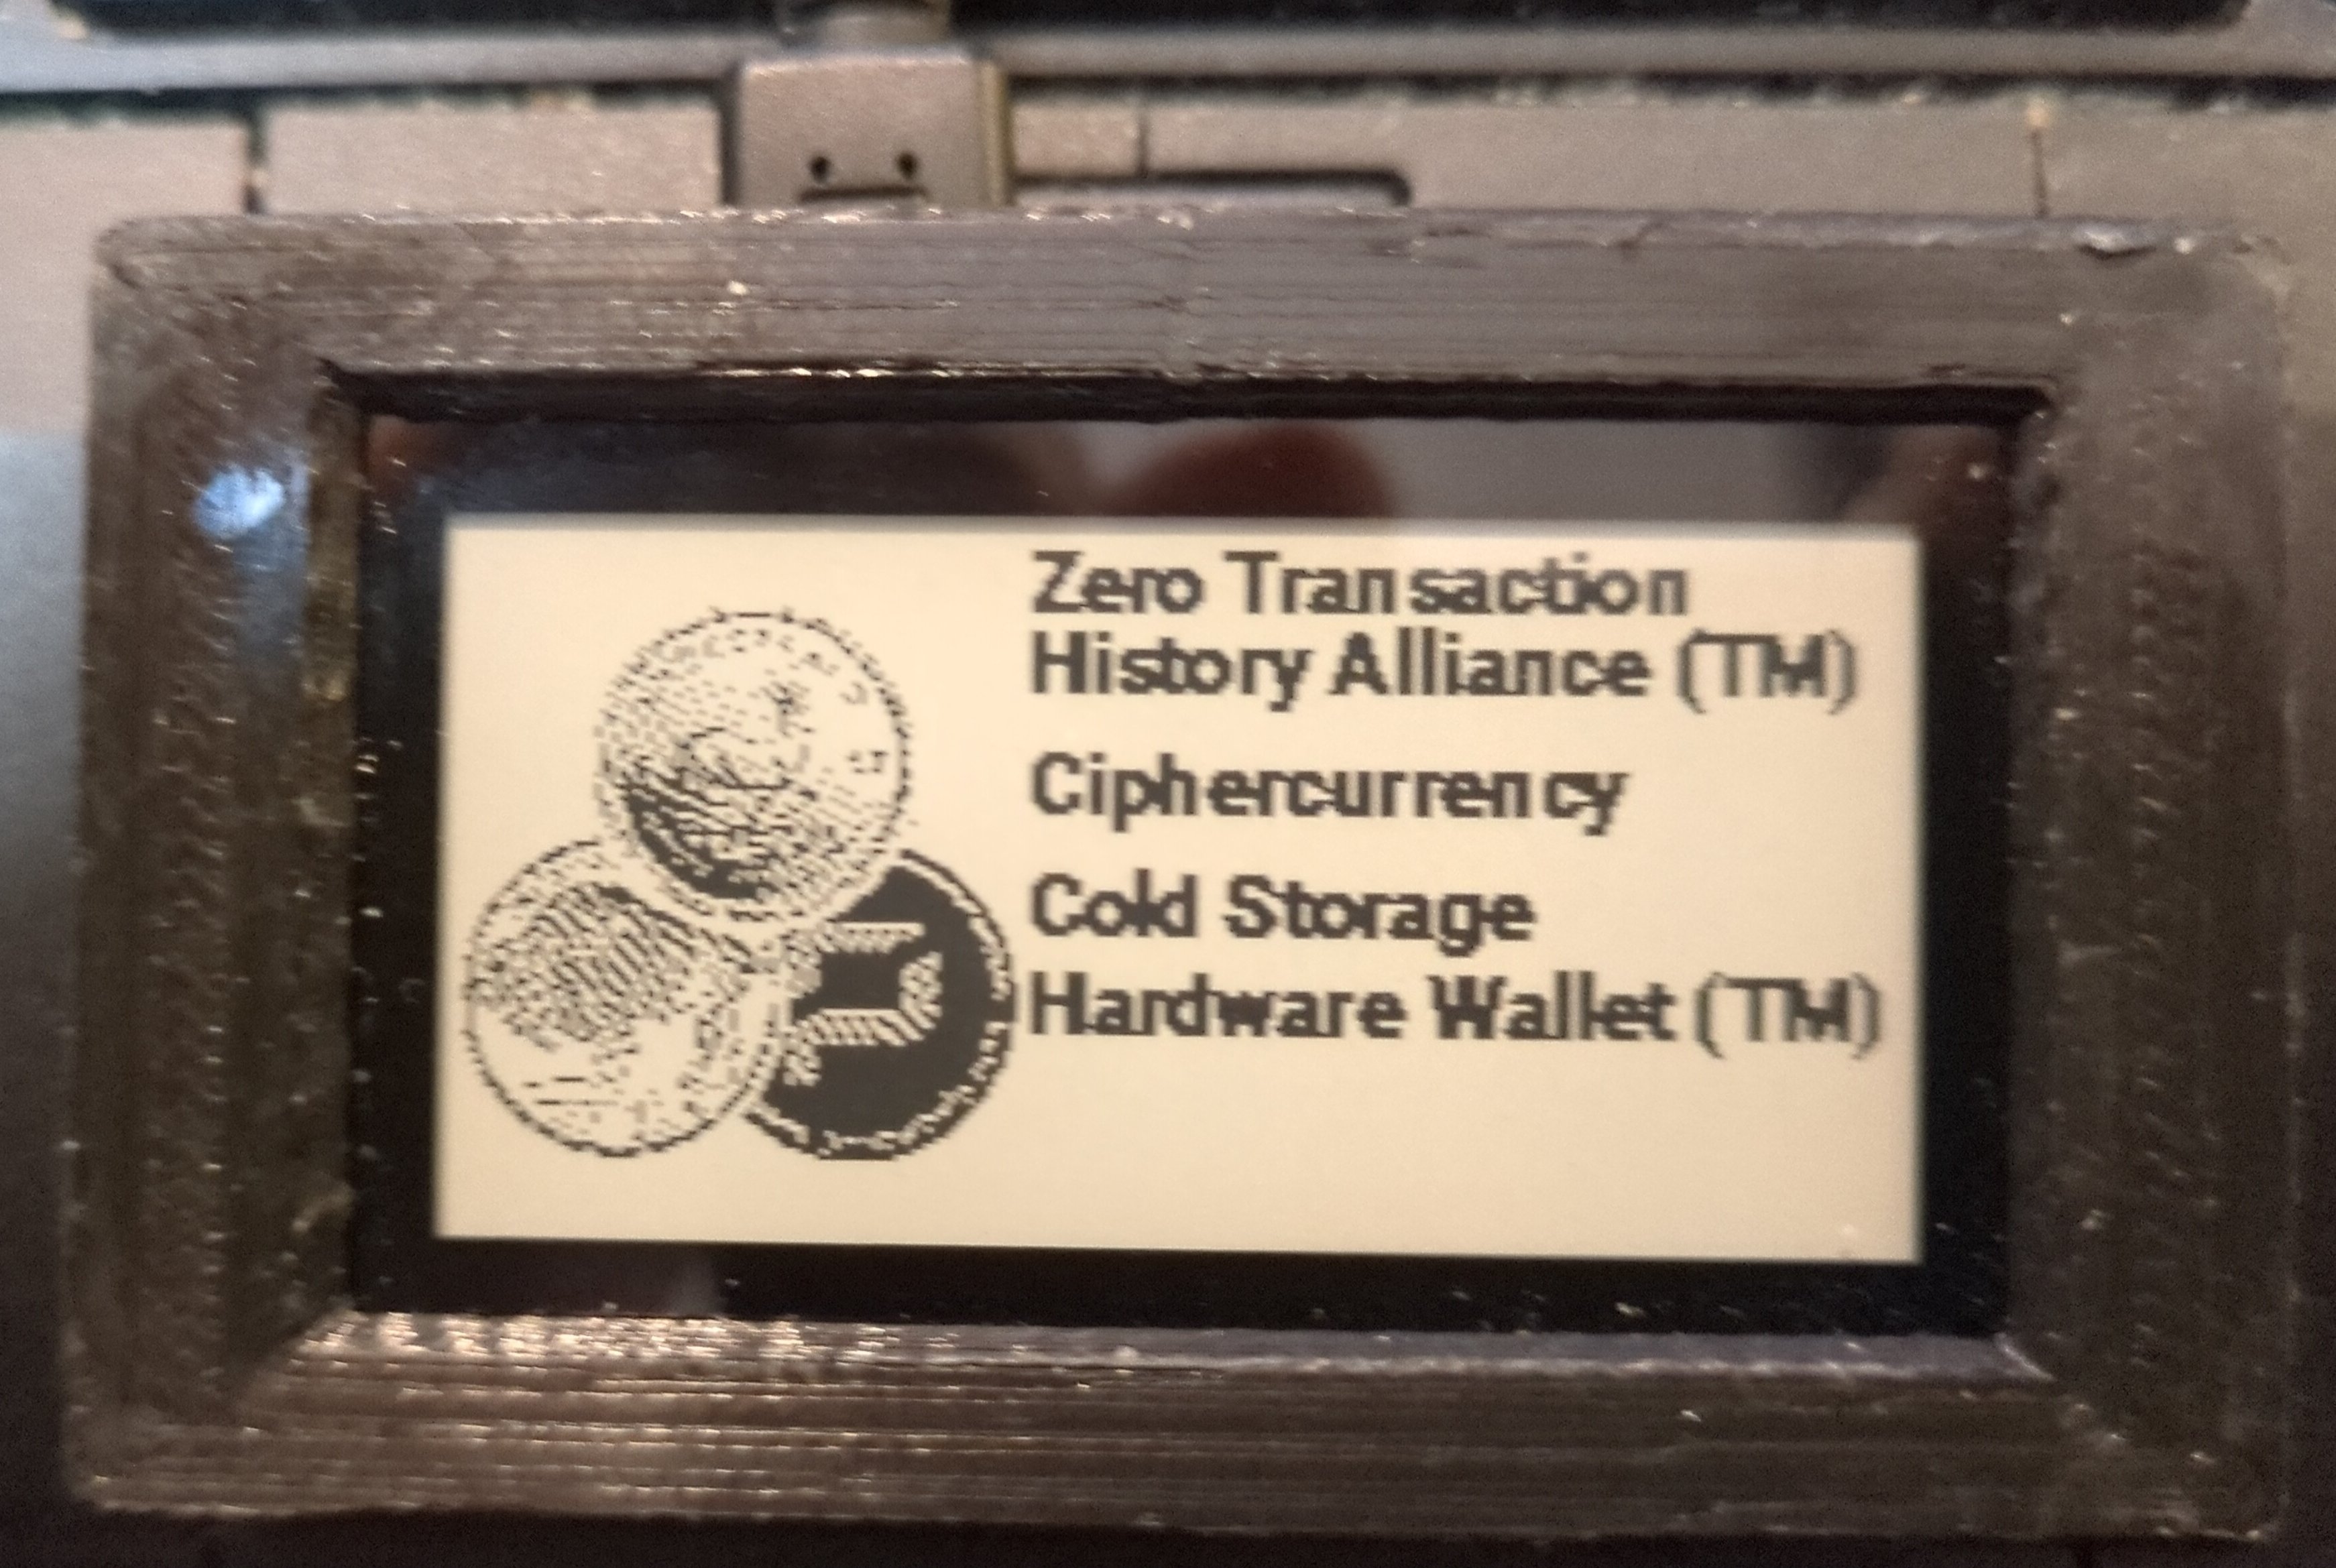 Zero Transaction
History Alliance (TM)
Ciphercurrency
Cold Storage
Hardware Wallet (TM)